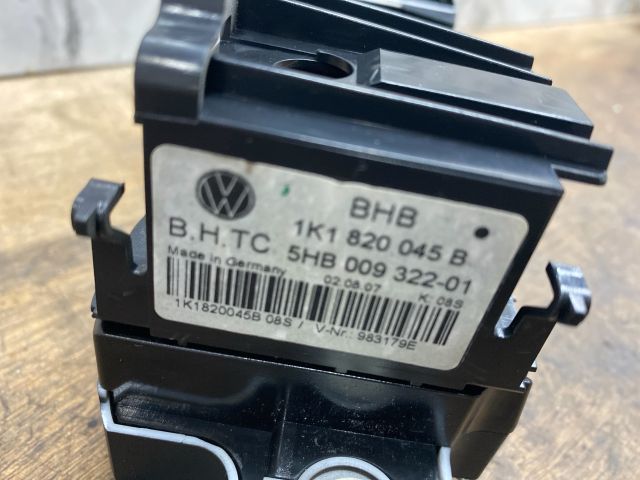 BHB
1K1 820 045 B
B.H.TC 5HB 009 322-01
Made in Germany 02.08.07 K: 08S
1K1820045B 08S / V-Nr.: 983179E